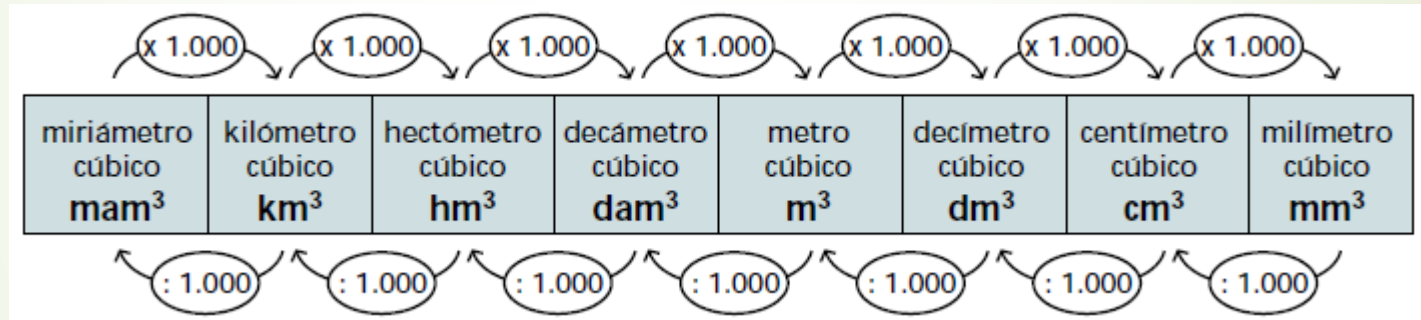 x 1.000 x 1.000 x 1.000 x 1.000 x 1.000 x 1.000 x 1.000
miriámetro kilómetro hectómetro decámetro metro decímetro centímetro milímetro
cúbico cúbico cúbico cúbico cúbico cúbico cúbico cúbico
mam³ km³ hm³ dam³ m³ dm³ cm³ mm³
: 1.000 : 1.000 : 1.000 : 1.000 : 1.000 : 1.000 : 1.000